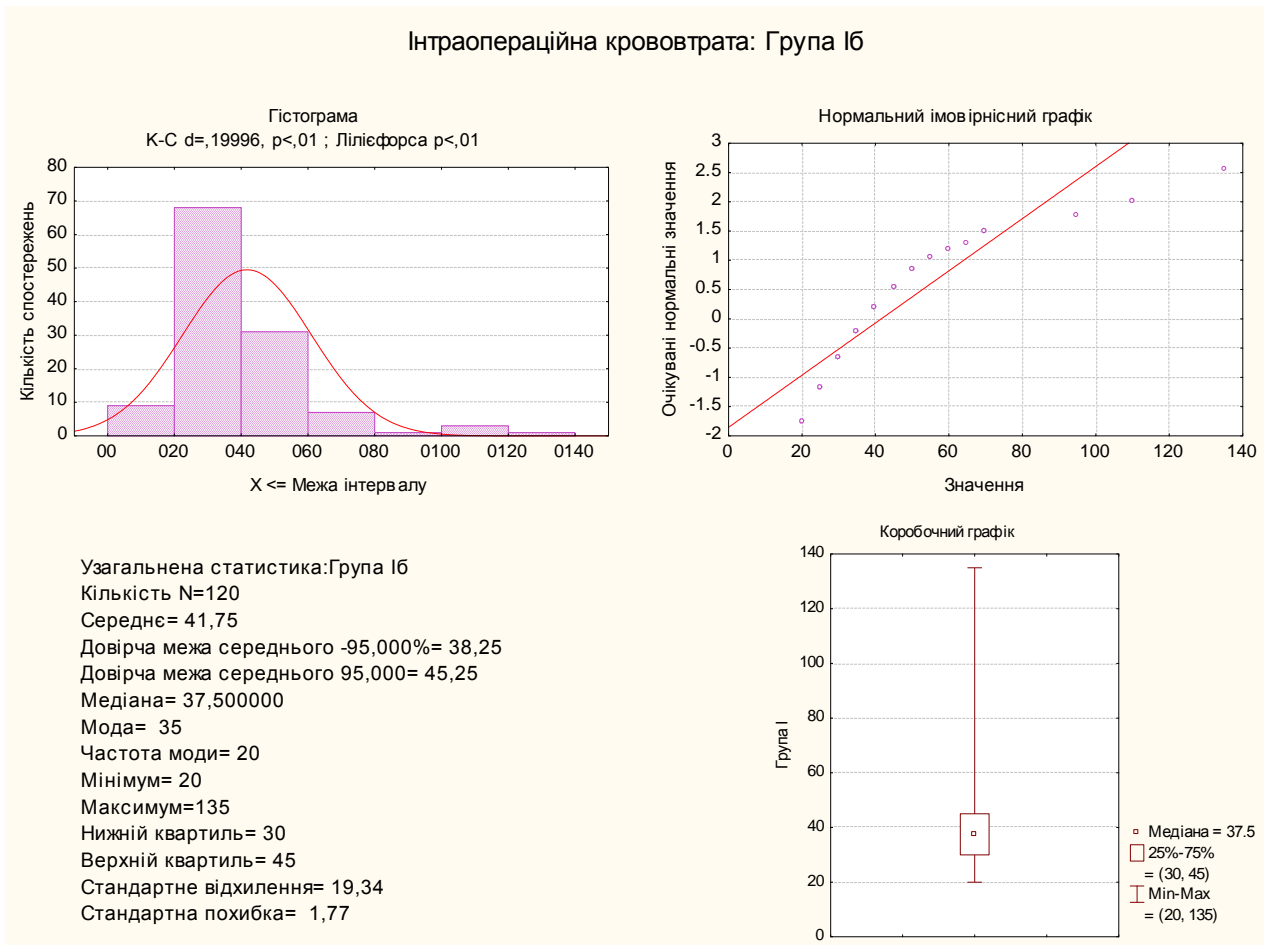 Інтраопераційна крововтрата: Група Іб
Гістограма
К-С d=,19996, p<,01 ; Лілієфорса p<,01
Кількість спостережень
80
70
60
50
40
30
20
10
0
00 020 040 060 080 0100 0120 0140
X <= Межа інтервалу
Нормальний імовірнісний графік
Очікувані нормальні значення
3
2.5
2
1.5
1
0.5
0
-0.5
-1
-1.5
-2
0 20 40 60 80 100 120 140
Значення
Узагальнена статистика:Група Іб
Кількість N=120
Середнє= 41,75
Довірча межа середнього -95,000%= 38,25
Довірча межа середнього 95,000= 45,25
Медіана= 37,500000
Мода= 35
Частота моди= 20
Мінімум= 20
Максимум=135
Нижній квартиль= 30
Верхній квартиль= 45
Стандартне відхилення= 19,34
Стандартна похибка= 1,77
Коробочний графік
Група І
140
120
100
80
60
40
20
0
Медіана = 37.5
25%-75%
= (30, 45)
Min-Max
= (20, 135)